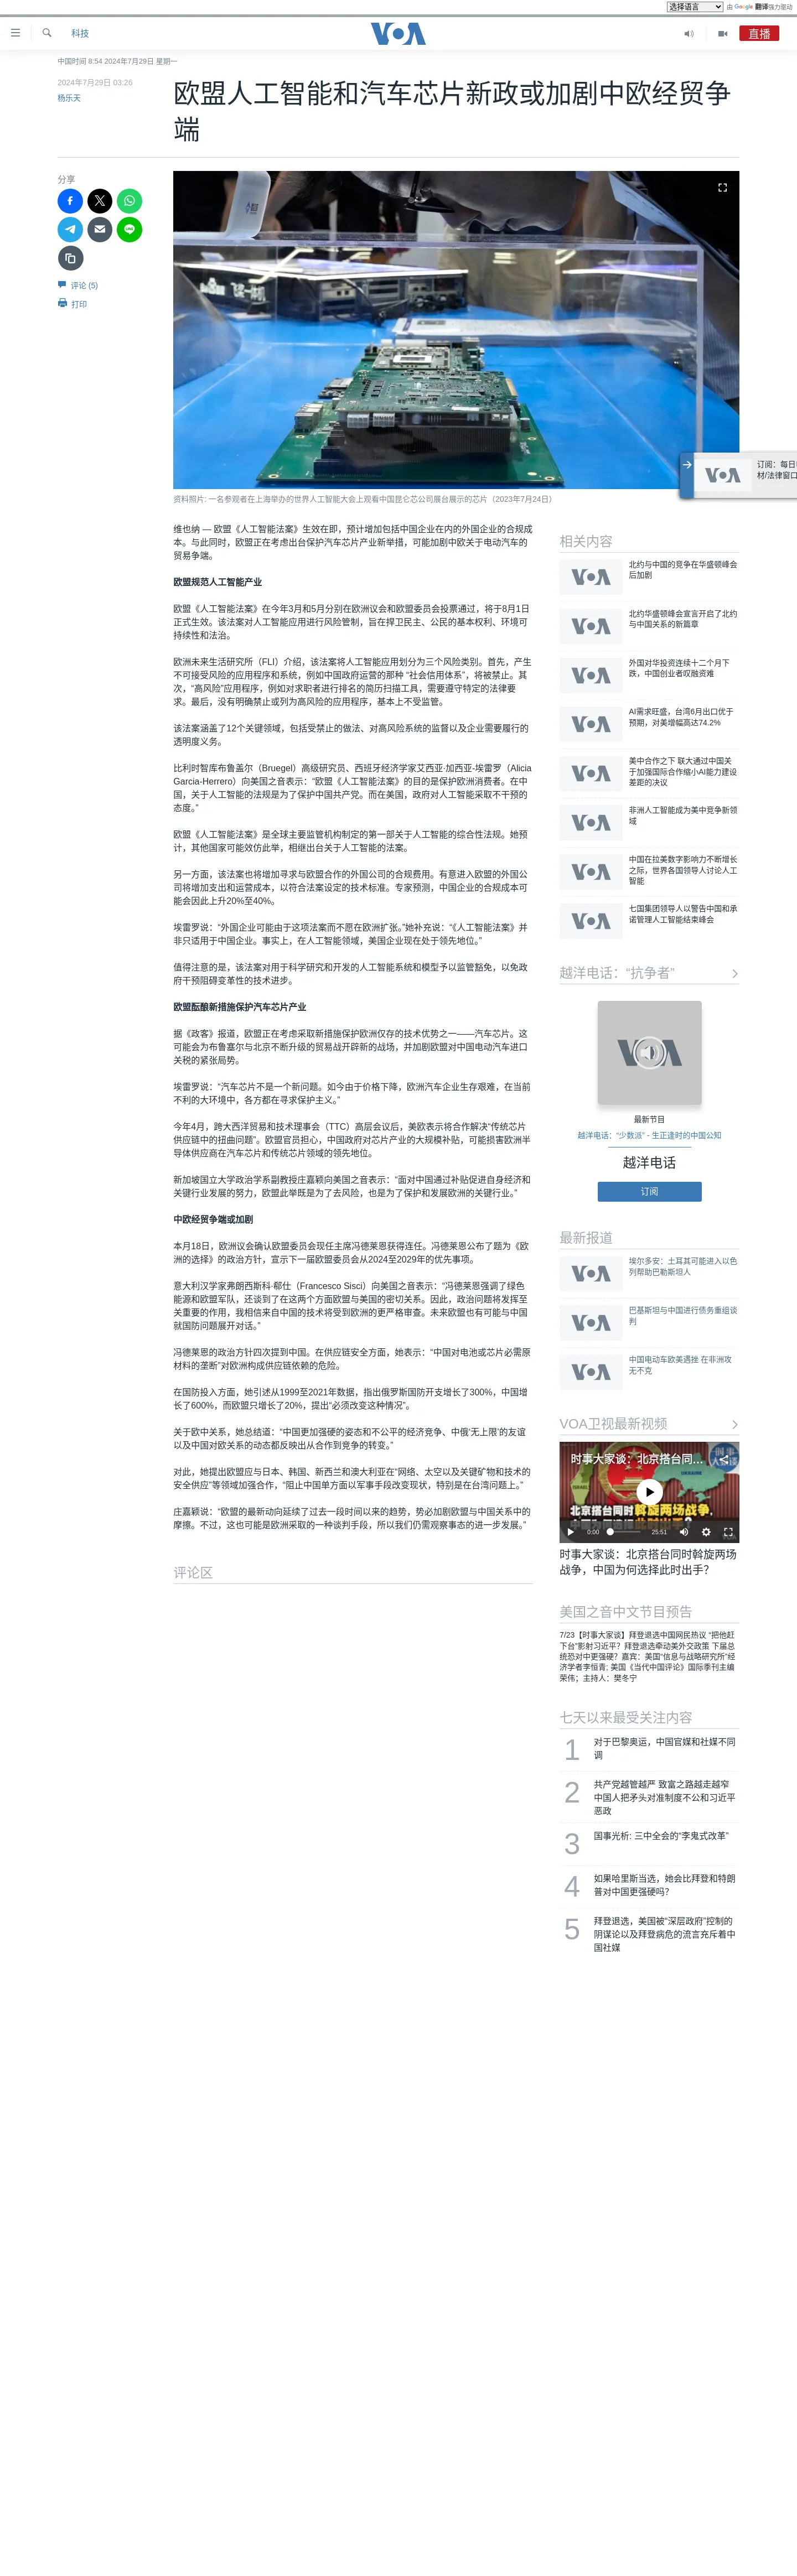 选择语言
由 Google 翻译强力驱动
科技
VOA
直播
中国时间 8:54 2024年7月29日 星期一
2024年7月29日 03:26
杨乐天
欧盟人工智能和汽车芯片新政或加剧中欧经贸争
端
分享
评论 (5)
打印
订阅：每日
材/法律窗口
资料照片: 一名参观者在上海举办的世界人工智能大会上观看中国昆仑芯公司展台展示的芯片（2023年7月24日）
维也纳 — 欧盟《人工智能法案》生效在即，预计增加包括中国企业在内的外国企业的合规成
本。与此同时，欧盟正在考虑出台保护汽车芯片产业新举措，可能加剧中欧关于电动汽车的
贸易争端。
欧盟规范人工智能产业
欧盟《人工智能法案》在今年3月和5月分别在欧洲议会和欧盟委员会投票通过，将于8月1日
正式生效。该法案对人工智能应用进行风险管制，旨在捍卫民主、公民的基本权利、环境可
持续性和法治。
欧洲未来生活研究所（FLI）介绍，该法案将人工智能应用划分为三个风险类别。首先，产生
不可接受风险的应用程序和系统，例如中国政府运营的那种 “社会信用体系”，将被禁止。其
次，“高风险”应用程序，例如对求职者进行排名的简历扫描工具，需要遵守特定的法律要
求。最后，没有明确禁止或列为高风险的应用程序，基本上不受监管。
该法案涵盖了12个关键领域，包括受禁止的做法、对高风险系统的监督以及企业需要履行的
透明度义务。
比利时智库布鲁盖尔（Bruegel）高级研究员、西班牙经济学家艾西亚·加西亚-埃雷罗（Alicia
Garcia-Herrero）向美国之音表示：“欧盟《人工智能法案》的目的是保护欧洲消费者。在中
国，关于人工智能的法规是为了保护中国共产党。而在美国，政府对人工智能采取不干预的
态度。”
欧盟《人工智能法案》是全球主要监管机构制定的第一部关于人工智能的综合性法规。她预
计，其他国家可能效仿此举，相继出台关于人工智能的法案。
另一方面，该法案也将增加寻求与欧盟合作的外国公司的合规费用。有意进入欧盟的外国公
司将增加支出和运营成本，以符合法案设定的技术标准。专家预测，中国企业的合规成本可
能会因此上升20%至40%。
埃雷罗说：“外国企业可能由于这项法案而不愿在欧洲扩张。”她补充说：“《人工智能法案》并
非只适用于中国企业。事实上，在人工智能领域，美国企业现在处于领先地位。”
值得注意的是，该法案对用于科学研究和开发的人工智能系统和模型予以监管豁免，以免政
府干预阻碍变革性的技术进步。
欧盟酝酿新措施保护汽车芯片产业
据《政客》报道，欧盟正在考虑采取新措施保护欧洲仅存的技术优势之一——汽车芯片。这
可能会为布鲁塞尔与北京不断升级的贸易战开辟新的战场，并加剧欧盟对中国电动汽车进口
关税的紧张局势。
埃雷罗说：“汽车芯片不是一个新问题。如今由于价格下降，欧洲汽车企业生存艰难，在当前
不利的大环境中，各方都在寻求保护主义。”
今年4月，跨大西洋贸易和技术理事会（TTC）高层会议后，美欧表示将合作解决“传统芯片
供应链中的扭曲问题”。欧盟官员担心，中国政府对芯片产业的大规模补贴，可能损害欧洲半
导体供应商在汽车芯片和传统芯片领域的领先地位。
新加坡国立大学政治学系副教授庄嘉颖向美国之音表示：“面对中国通过补贴促进自身经济和
关键行业发展的努力，欧盟此举既是为了去风险，也是为了保护和发展欧洲的关键行业。”
中欧经贸争端或加剧
本月18日，欧洲议会确认欧盟委员会现任主席冯德莱恩获得连任。冯德莱恩公布了题为《欧
洲的选择》的政治方针，宣示下一届欧盟委员会从2024至2029年的优先事项。
意大利汉学家弗朗西斯科·郗仕（Francesco Sisci）向美国之音表示：“冯德莱恩强调了绿色
能源和欧盟军队，还谈到了在这两个方面欧盟与美国的密切关系。因此，政治问题将发挥至
关重要的作用，我相信来自中国的技术将受到欧洲的更严格审查。未来欧盟也有可能与中国
就国防问题展开对话。”
冯德莱恩的政治方针四次提到中国。在供应链安全方面，她表示：“中国对电池或芯片必需原
材料的垄断”对欧洲构成供应链依赖的危险。
在国防投入方面，她引述从1999至2021年数据，指出俄罗斯国防开支增长了300%，中国增
长了600%，而欧盟只增长了20%，提出“必须改变这种情况”。
关于欧中关系，她总结道：“中国更加强硬的姿态和不公平的经济竞争、中俄‘无上限’的友谊
以及中国对欧关系的动态都反映出从合作到竞争的转变。”
对此，她提出欧盟应与日本、韩国、新西兰和澳大利亚在“网络、太空以及关键矿物和技术的
安全供应”等领域加强合作，“阻止中国单方面以军事手段改变现状，特别是在台湾问题上。”
庄嘉颖说：“欧盟的最新动向延续了过去一段时间以来的趋势，势必加剧欧盟与中国关系中的
摩擦。不过，这也可能是欧洲采取的一种谈判手段，所以我们仍需观察事态的进一步发展。”
评论区
相关内容
北约与中国的竞争在华盛顿峰会
后加剧
北约华盛顿峰会宣言开启了北约
与中国关系的新篇章
外国对华投资连续十二个月下
跌，中国创业者叹融资难
AI需求旺盛，台湾6月出口优于
预期，对美增幅高达74.2%
美中合作之下 联大通过中国关
于加强国际合作缩小AI能力建设
差距的决议
非洲人工智能成为美中竞争新领
域
中国在拉美数字影响力不断增长
之际，世界各国领导人讨论人工
智能
七国集团领导人以警告中国和承
诺管理人工智能结束峰会
越洋电话：“抗争者”
最新节目
越洋电话：“少数派” - 生正逢时的中国公知
越洋电话
订阅
最新报道
埃尔多安：土耳其可能进入以色
列帮助巴勒斯坦人
巴基斯坦与中国进行债务重组谈
判
中国电动车欧美遇挫 在非洲攻
无不克
VOA卫视最新视频
时事大家谈：北京搭台同…
北京搭台同时斡旋两场战争，
0:00
25:51
时事大家谈：北京搭台同时斡旋两场
战争，中国为何选择此时出手？
美国之音中文节目预告
7/23【时事大家谈】拜登退选中国网民热议 “把他赶
下台”影射习近平？拜登退选牵动美外交政策 下届总
统恐对中更强硬？嘉宾：美国“信息与战略研究所”经
济学者李恒青; 美国《当代中国评论》国际季刊主编
荣伟；主持人：樊冬宁
七天以来最受关注内容
1
对于巴黎奥运，中国官媒和社媒不同
调
2
共产党越管越严 致富之路越走越窄
中国人把矛头对准制度不公和习近平
恶政
3
国事光析: 三中全会的“李鬼式改革”
4
如果哈里斯当选，她会比拜登和特朗
普对中国更强硬吗？
5
拜登退选，美国被“深层政府”控制的
阴谋论以及拜登病危的流言充斥着中
国社媒